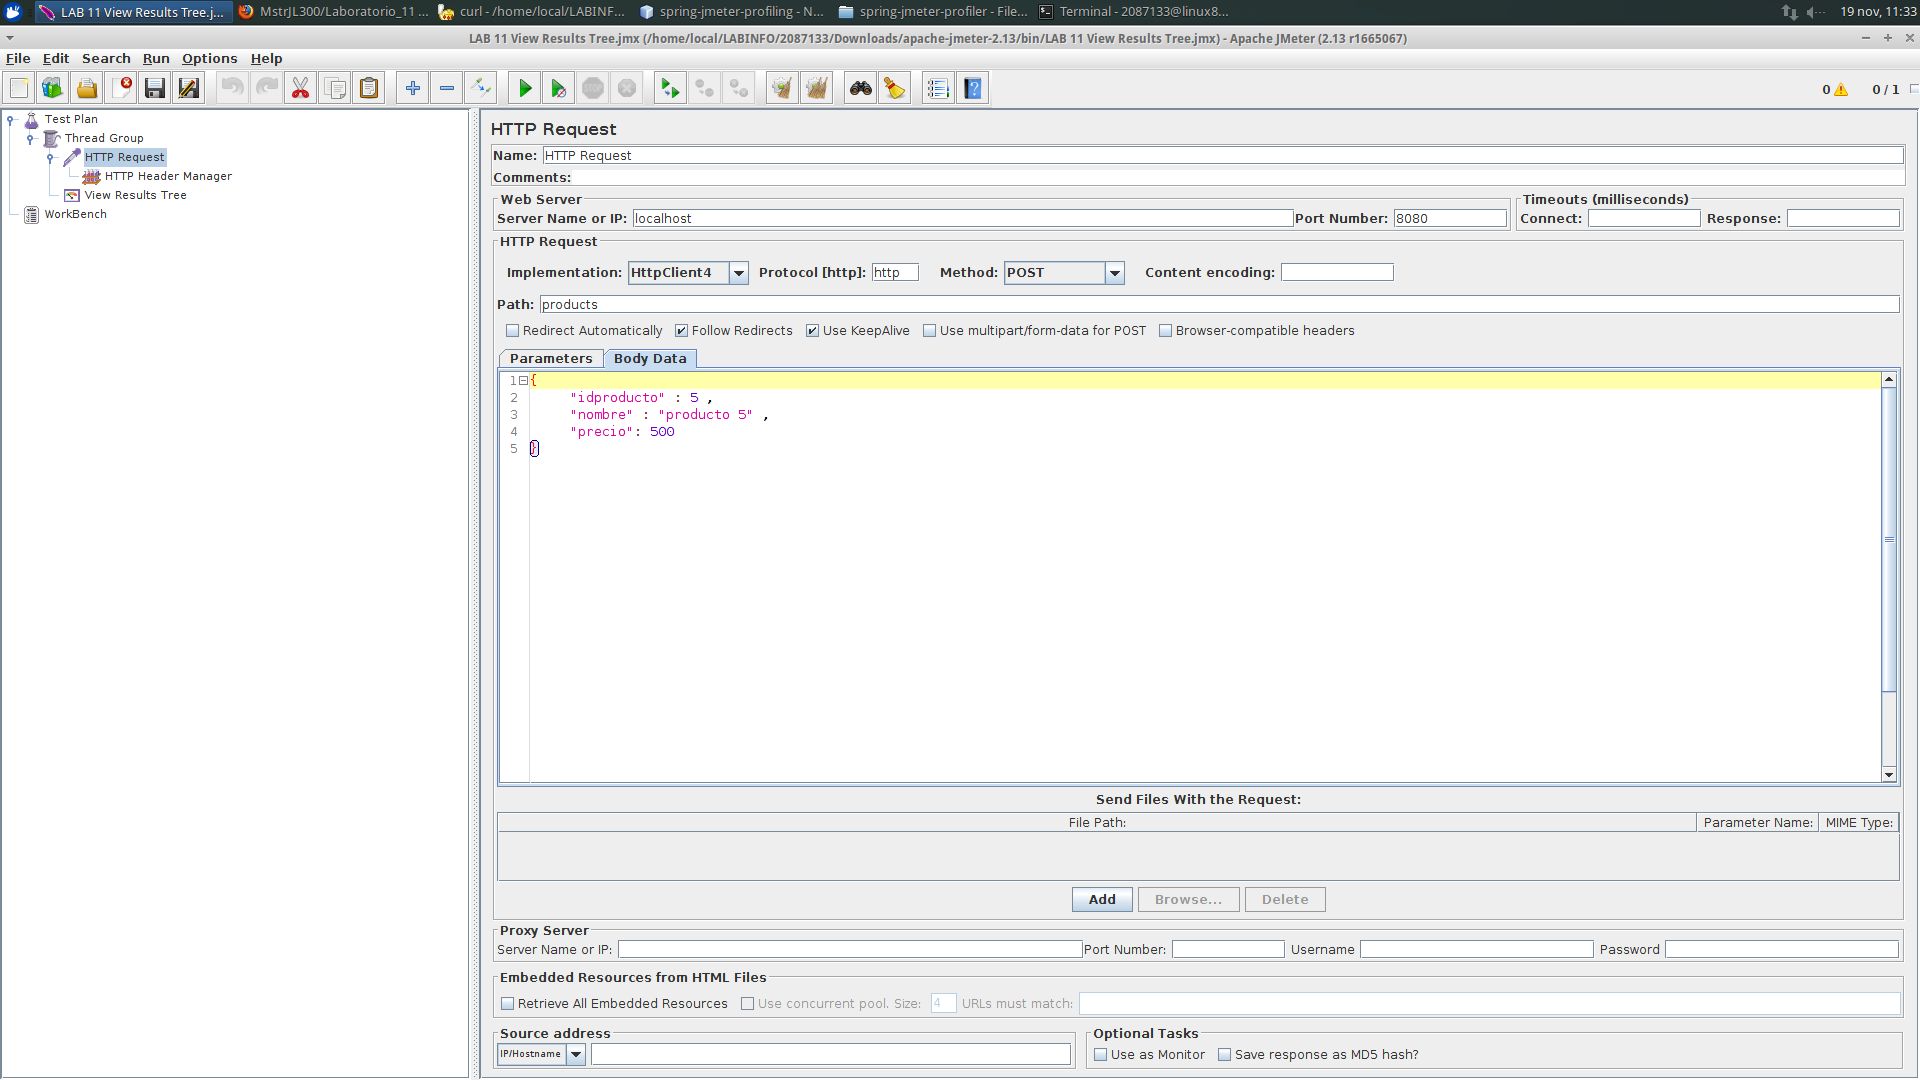 LAB 11 View Results Tree.j...
MstrJL300/Laboratorio_11 ...
curl - /home/local/LABINF...
spring-jmeter-profiling - N...
spring-jmeter-profiler - File...
Terminal - 2087133@linux8...
19 nov, 11:33
LAB 11 View Results Tree.jmx (/home/local/LABINFO/2087133/Downloads/apache-jmeter-2.13/bin/LAB 11 View Results Tree.jmx) - Apache JMeter (2.13 r1665067)
File Edit Search Run Options Help
STOP
0 0 / 1
Test Plan
Thread Group
HTTP Request
HTTP Header Manager
View Results Tree
WorkBench
HTTP Request
Name: HTTP Request
Comments:
Web Server
Server Name or IP: localhost Port Number: 8080
Timeouts (milliseconds)
Connect: Response:
HTTP Request
Implementation: HttpClient4 Protocol [http]: http Method: POST Content encoding:
Path: products
Redirect Automatically Follow Redirects Use KeepAlive Use multipart/form-data for POST Browser-compatible headers
Parameters Body Data
1 {
2 "idproducto" : 5 ,
3 "nombre" : "producto 5" ,
4 "precio": 500
5 }
Send Files With the Request:
File Path: Parameter Name: MIME Type:
Add Browse... Delete
Proxy Server
Server Name or IP: Port Number: Username Password
Embedded Resources from HTML Files
Retrieve All Embedded Resources Use concurrent pool. Size: 4 URLs must match:
Source address
IP/Hostname
Optional Tasks
Use as Monitor Save response as MD5 hash?